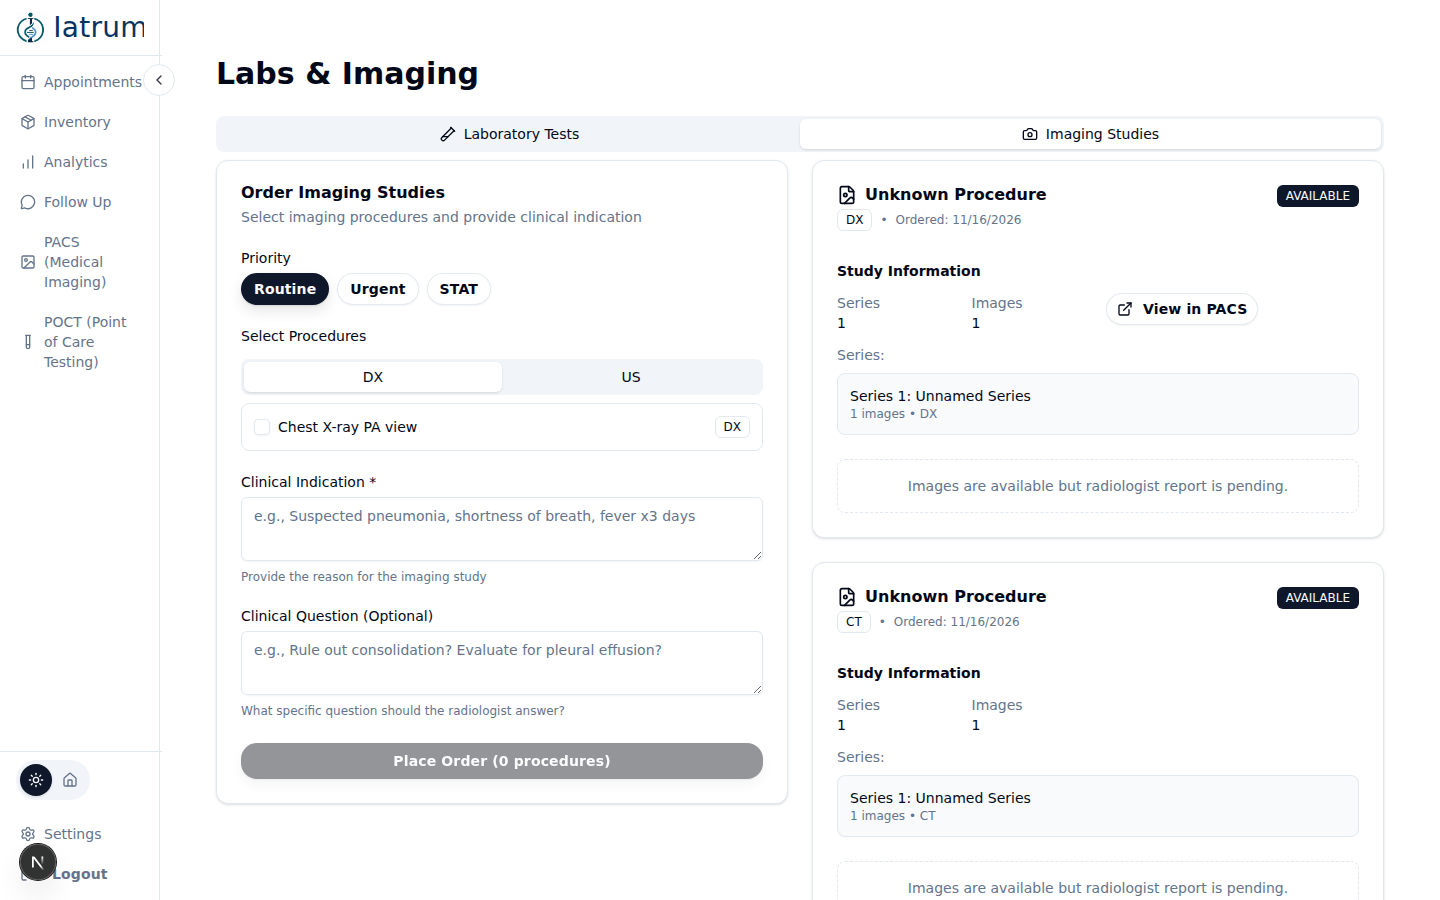 Iatrum
Appointments
Inventory
Analytics
Follow Up
PACS
(Medical
Imaging)
POCT (Point
of Care
Testing)
Settings
N
Logout
Labs & Imaging
Laboratory Tests
Imaging Studies
Order Imaging Studies
Select imaging procedures and provide clinical indication
Priority
Routine
Urgent
STAT
Select Procedures
DX
US
Chest X-ray PA view
DX
Clinical Indication *
e.g., Suspected pneumonia, shortness of breath, fever x3 days
Provide the reason for the imaging study
Clinical Question (Optional)
e.g., Rule out consolidation? Evaluate for pleural effusion?
What specific question should the radiologist answer?
Place Order (0 procedures)
Unknown Procedure
AVAILABLE
DX • Ordered: 11/16/2026
Study Information
Series
Images
1
1
View in PACS
Series:
Series 1: Unnamed Series
1 images • DX
Images are available but radiologist report is pending.
Unknown Procedure
AVAILABLE
CT • Ordered: 11/16/2026
Study Information
Series
Images
1
1
Series:
Series 1: Unnamed Series
1 images • CT
Images are available but radiologist report is pending.